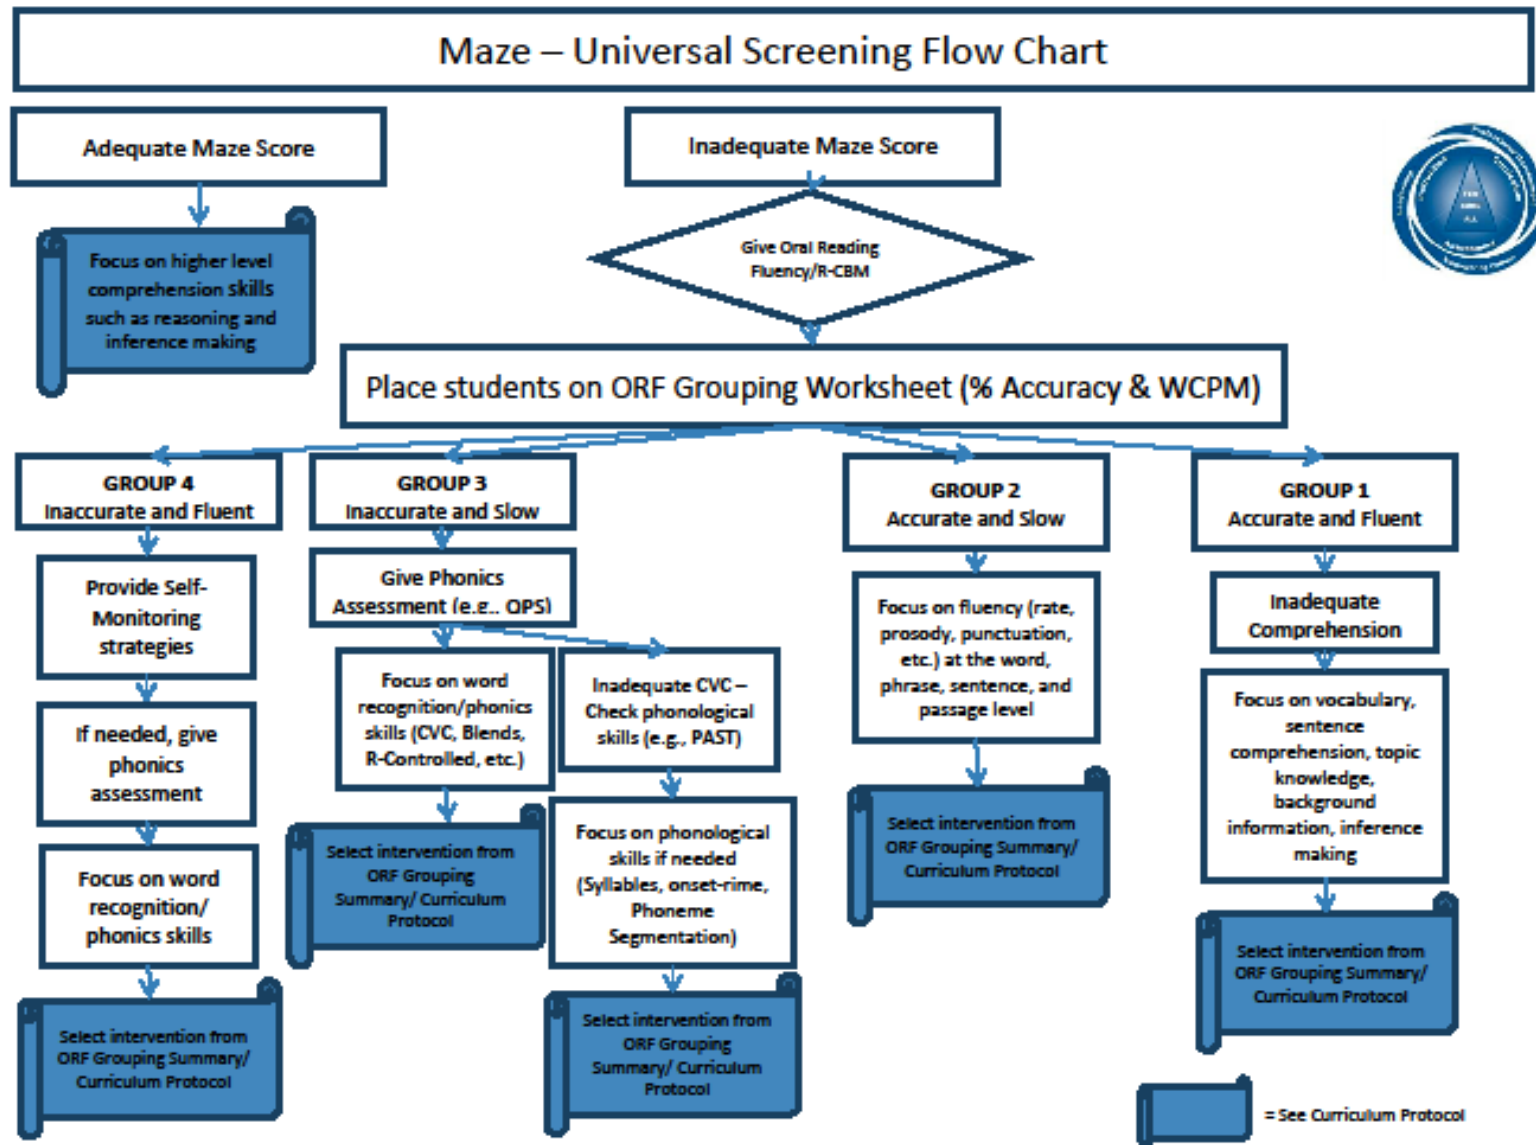 Maze – Universal Screening Flow Chart
Adequate Maze Score
Inadequate Maze Score
Focus on higher level
comprehension skills
such as reasoning and
inference making
Give Oral Reading
Fluency/R-CBM
Place students on ORF Grouping Worksheet (% Accuracy & WCPM)
GROUP 4
Inaccurate and Fluent
Provide Self-
Monitoring
strategies
If needed, give
phonics
assessment
Focus on word
recognition/
phonics skills
Select intervention from
ORF Grouping Summary/
Curriculum Protocol
GROUP 3
Inaccurate and Slow
Give Phonics
Assessment (e.g., QPS)
Focus on word
recognition/phonics
skills (CVC, Blends,
R-Controlled, etc.)
Select intervention from
ORF Grouping
Summary/ Curriculum
Protocol
Inadequate CVC –
Check phonological
skills (e.g., PAST)
Focus on phonological
skills if needed
(Syllables, onset-rime,
Phoneme
Segmentation)
Select intervention from
ORF Grouping
Summary/ Curriculum
Protocol
GROUP 2
Accurate and Slow
Focus on fluency (rate,
prosody, punctuation,
etc.) at the word,
phrase, sentence, and
passage level
Select intervention from
ORF Grouping Summary/
Curriculum Protocol
GROUP 1
Accurate and Fluent
Inadequate
Comprehension
Focus on vocabulary,
sentence
comprehension, topic
knowledge,
background
information, inference
making
Select intervention from
ORF Grouping Summary/
Curriculum Protocol
= See Curriculum Protocol